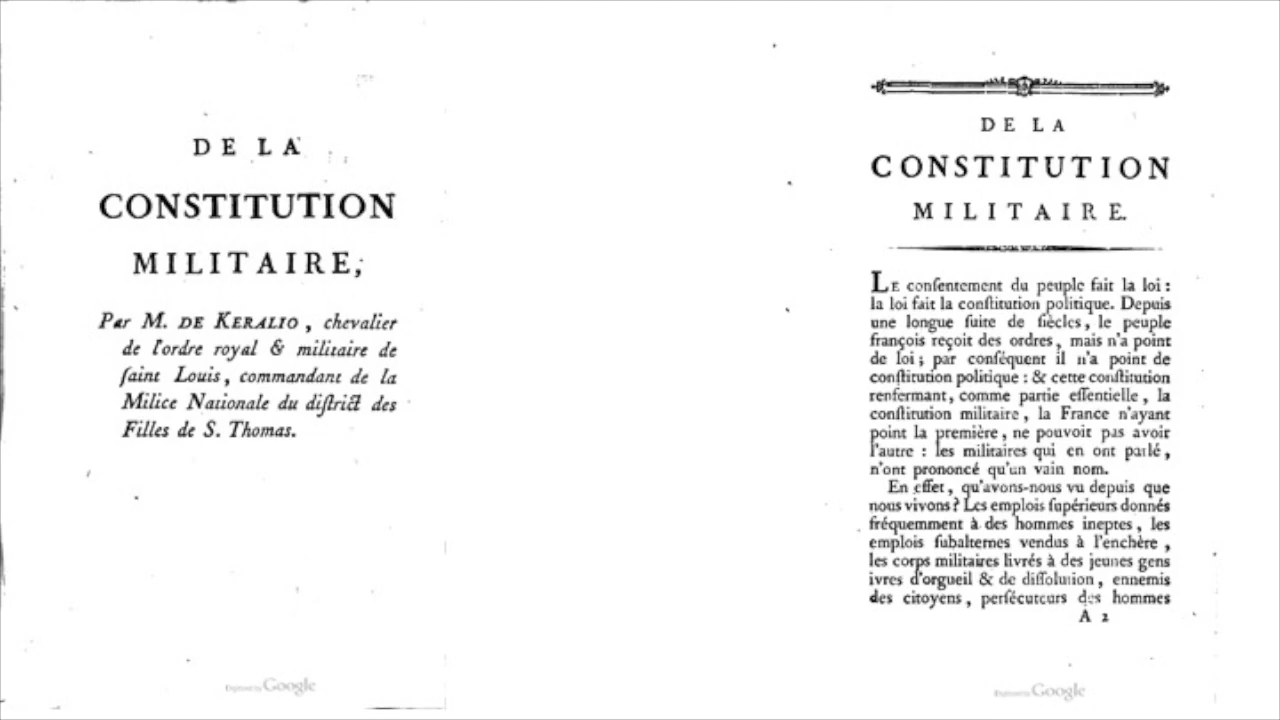 DE LA
CONSTITUTION
MILITAIRE,
Par M. DE KERALIO, chevalier
de l'ordre royal & militaire de
ſaint Louis, commandant de la
Milice Nationale du diſtrict des
Filles de S. Thomas.
Google
DE LA
CONSTITUTION
MILITAIRE.
LE conſentement du peuple fait la loi :
la loi fait la conſtitution politique. Depuis
une longue ſuite de ſiècles, le peuple
françois reçoit des ordres, mais n'a point
de loi ; par conſéquent il n'a point de
conſtitution politique : & cette conſtitution
renfermant, comme partie eſſentielle, la
conſtitution militaire, la France n'ayant
point la première, ne pouvoit pas avoir
l'autre : les militaires qui en ont parlé,
n'ont prononcé qu'un vain nom.
En effet, qu'avons-nous vu depuis que
nous vivons ? Les emplois ſupérieurs donnés
fréquemment à des hommes ineptes, les
emplois ſubalternes vendus à l'enchère,
les corps militaires livrés à des jeunes gens
ivres d'orgueil & de diſſolution, ennemis
des citoyens, perſécuteurs des hommes
A 2
Google